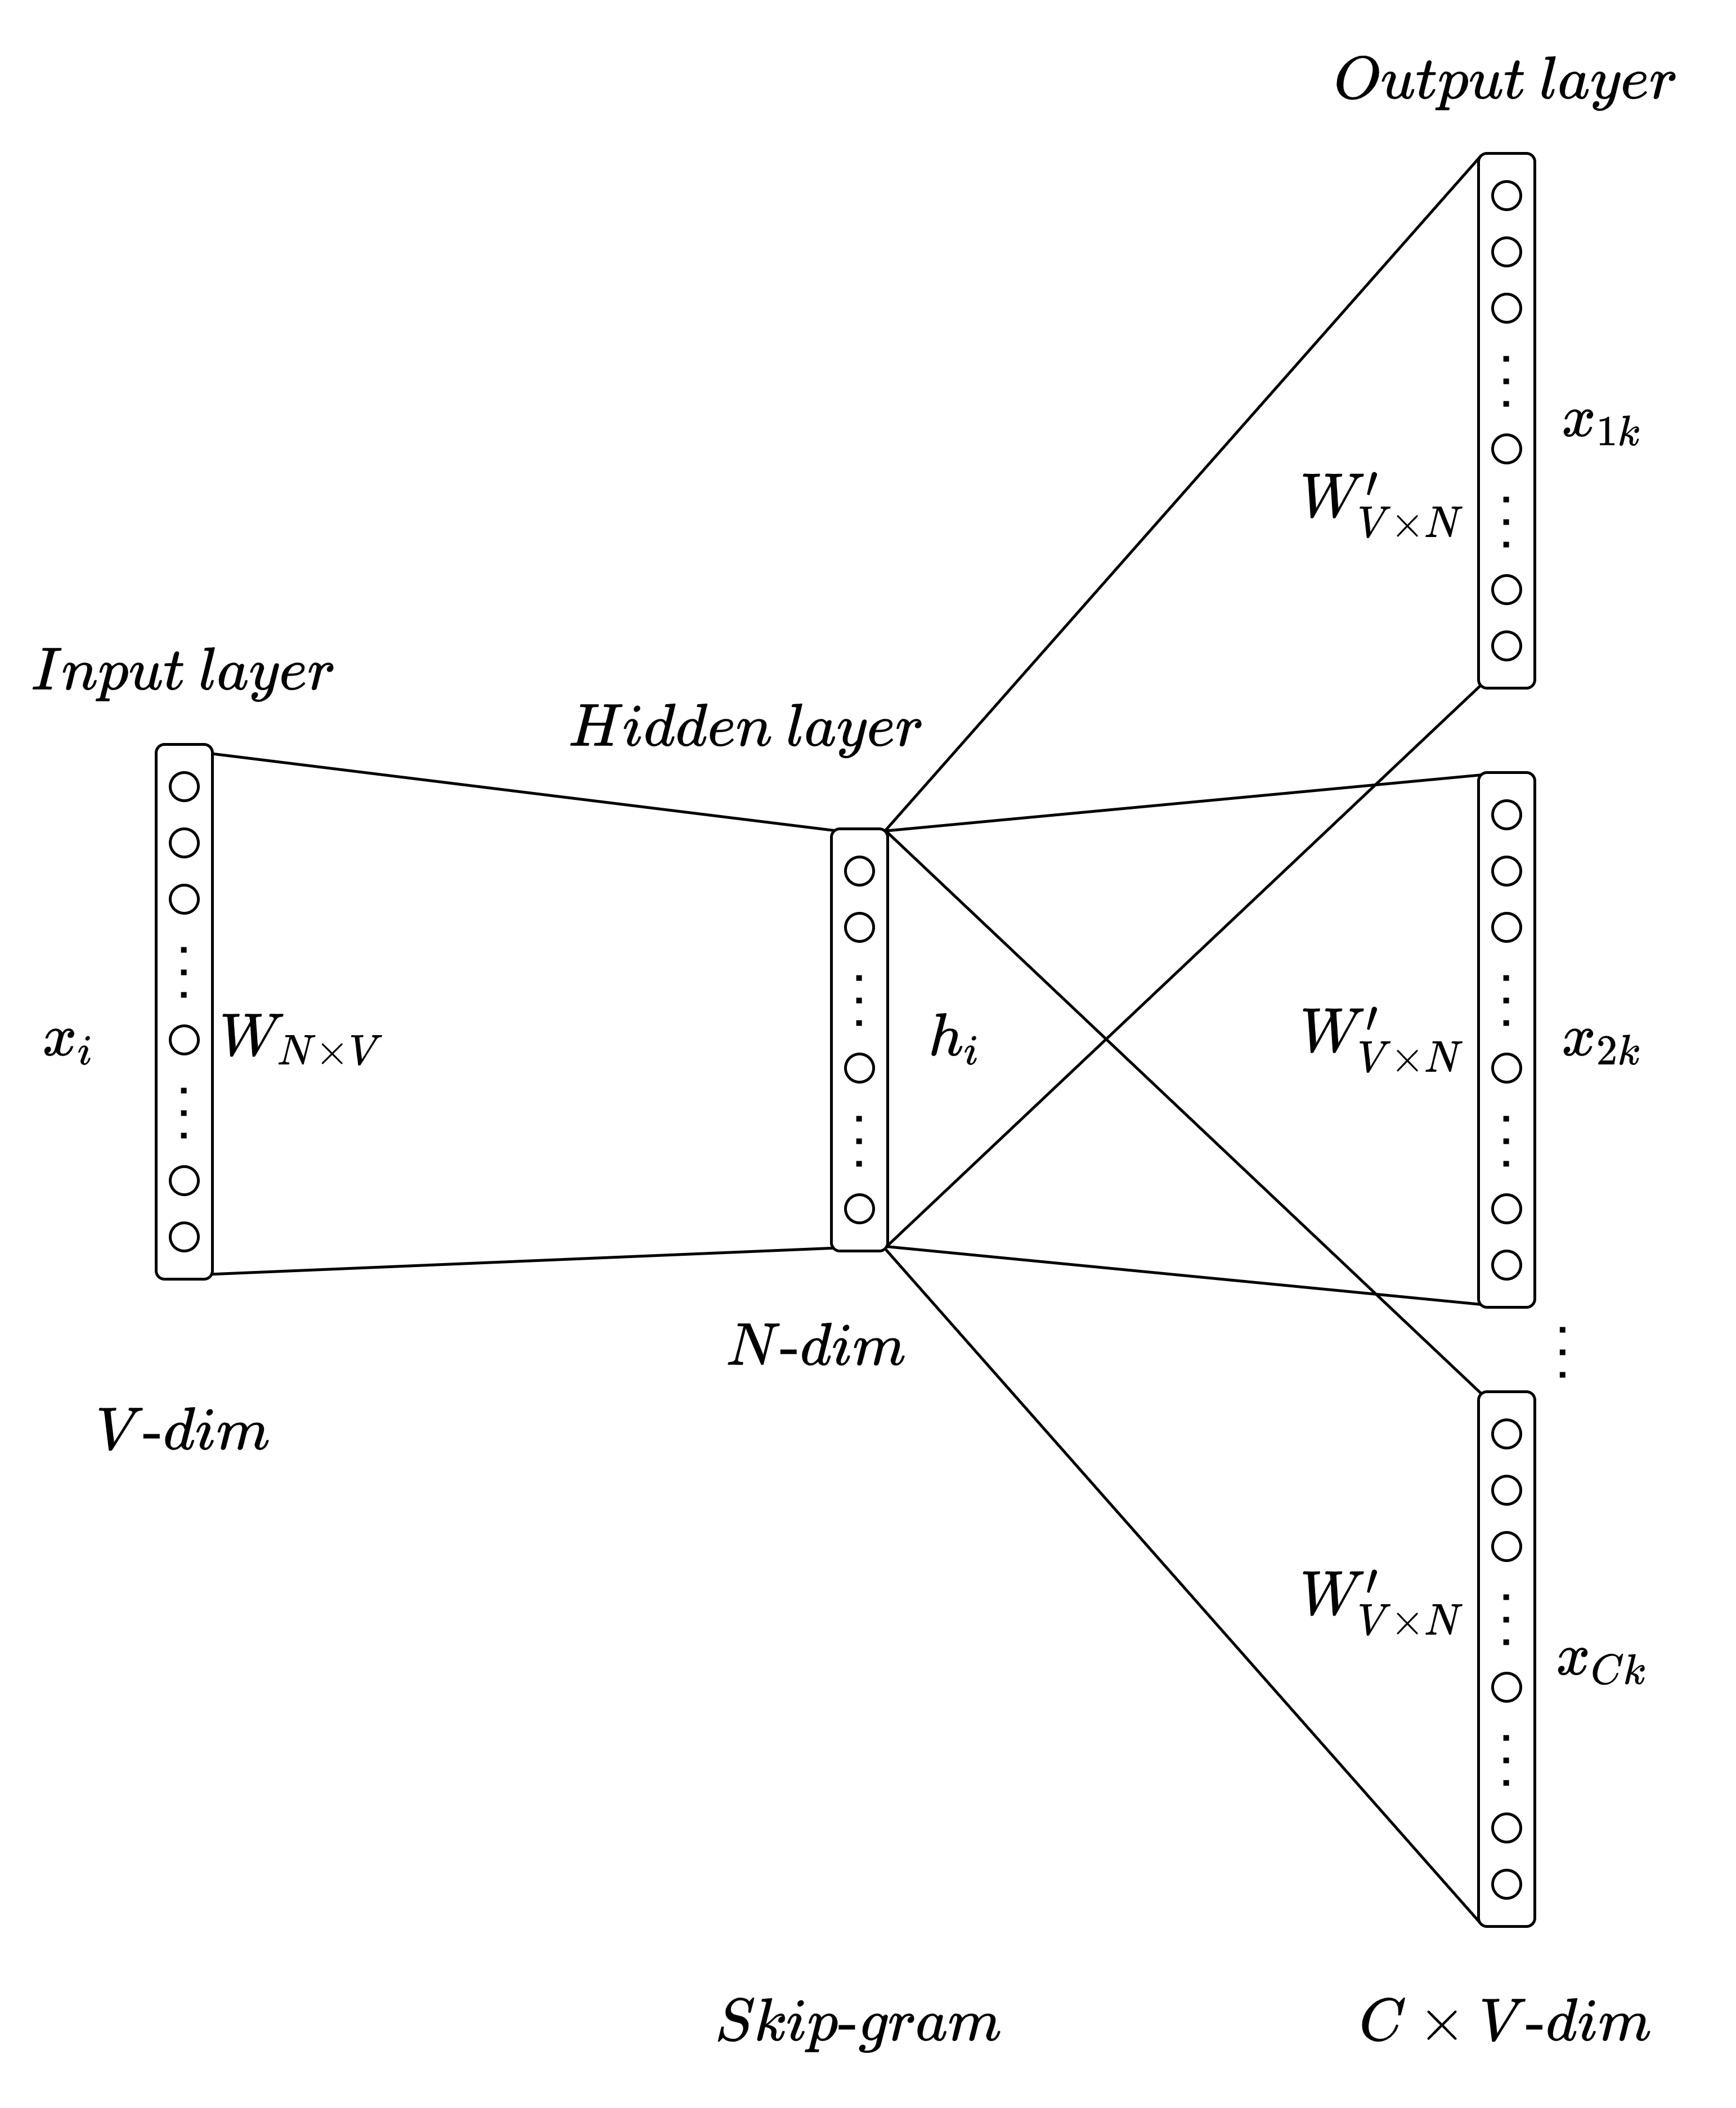 Output layer
x_{1k}
W'_{V×N}
Input layer
Hidden layer
x_i
W_{N×V}
h_i
W'_{V×N}
x_{2k}
N-dim
V-dim
W'_{V×N}
x_{Ck}
Skip-gram
C × V-dim